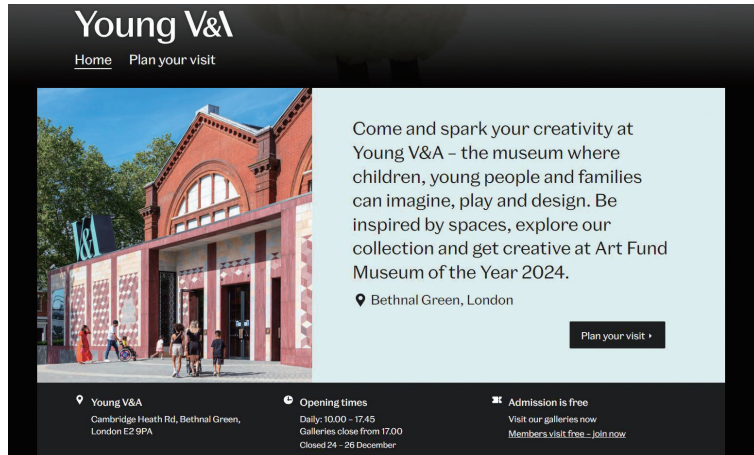 Young V&A
Home Plan your visit
V&A
Come and spark your creativity at
Young V&A – the museum where
children, young people and families
can imagine, play and design. Be
inspired by spaces, explore our
collection and get creative at Art Fund
Museum of the Year 2024.
Bethnal Green, London
Plan your visit
Young V&A
Cambridge Heath Rd, Bethnal Green,
London E2 9PA
Opening times
Daily: 10.00 – 17.45
Galleries close from 17.00
Closed 24 – 26 December
Admission is free
Visit our galleries now
Members visit free – join now